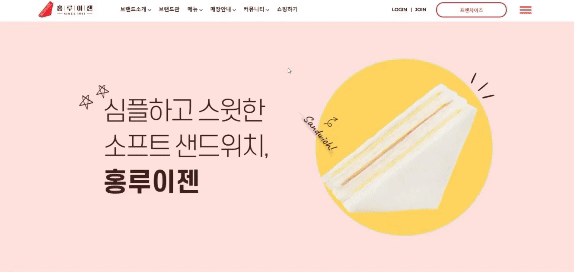 홍루이젠
SINCE 1947
브랜드소개 브랜드관 메뉴 매장안내 커뮤니티 쇼핑하기
LOGIN | JOIN
프랜차이즈
심플하고 스윗한
소프트 샌드위치,
홍루이젠
Sandwich!